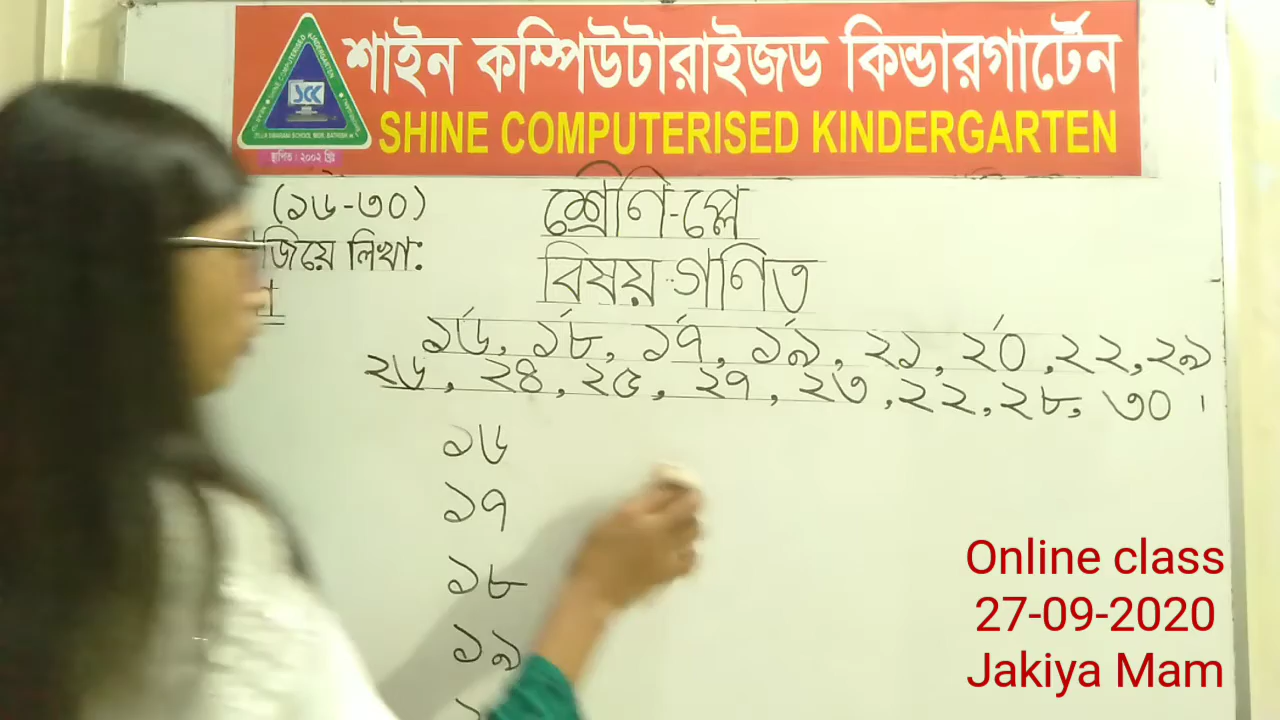 শাইন কম্পিউটারাইজড কিন্ডারগার্টেন
SHINE COMPUTERISED KINDERGARTEN
স্থাপিত : ২০০২ খ্রিঃ
(১৬-৩০)
জিয়ে লিখা:
শ্রেণি-প্লে
বিষয়-গণিত
১৬, ১৮, ১৭, ১৯, ২১, ২০, ২২, ২৯
২৬, ২৪, ২৫, ২৭, ২৩, ২২, ২৮, ৩০।
১৬
১৭
১৮
১৯
Online class
27-09-2020
Jakiya Mam